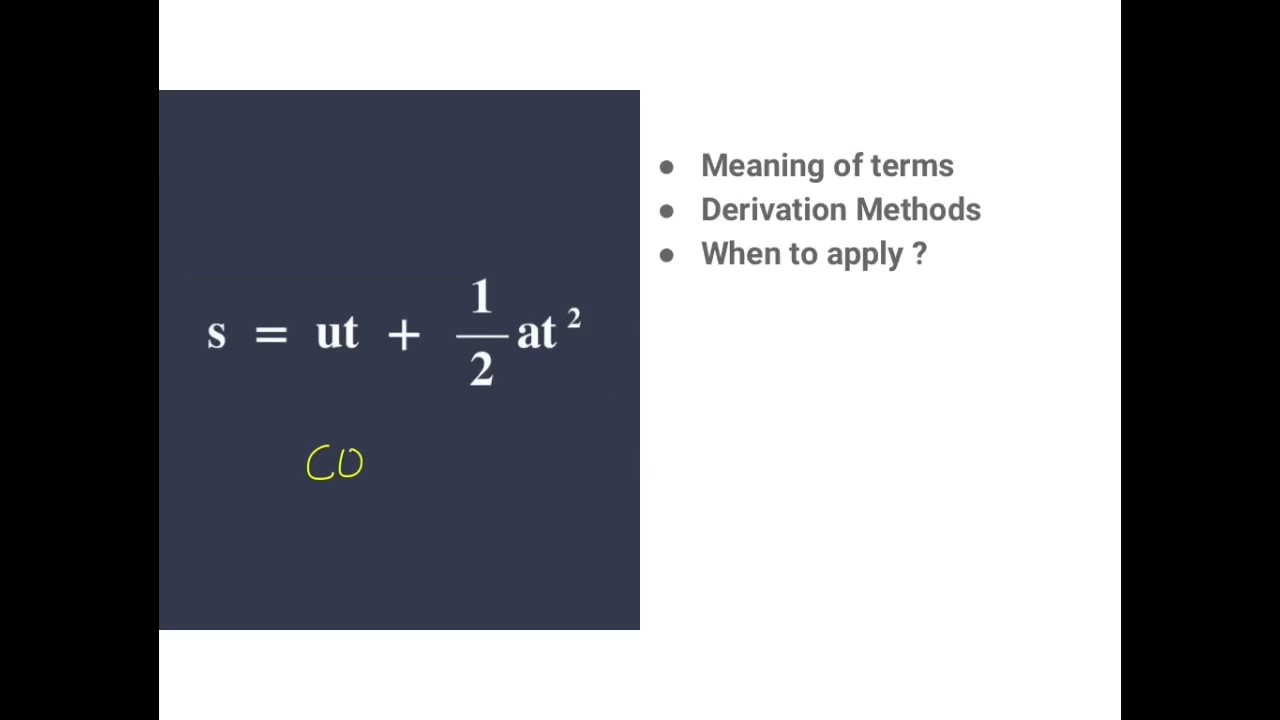 s = ut + 1/2 at²
CO
● Meaning of terms
● Derivation Methods
● When to apply ?